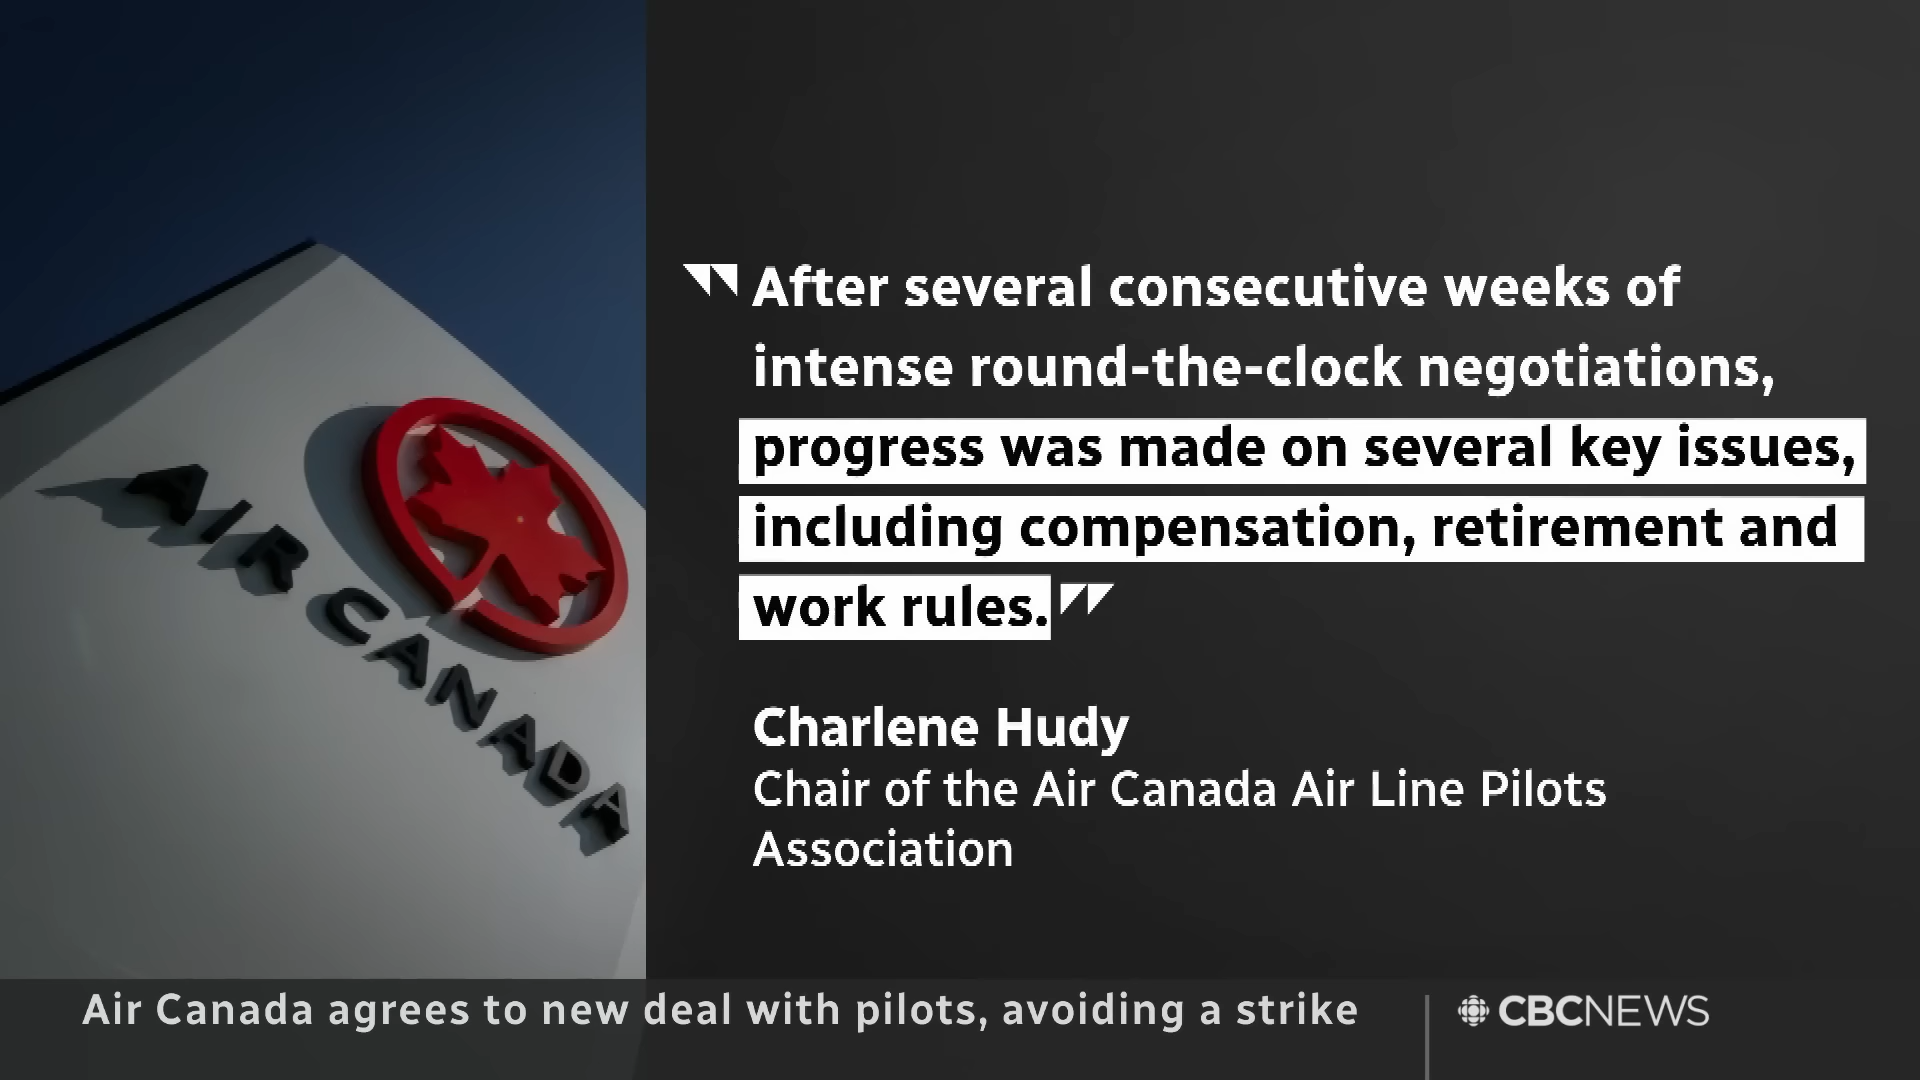 AIR CANADA
After several consecutive weeks of
intense round-the-clock negotiations,
progress was made on several key issues,
including compensation, retirement and
work rules.
Charlene Hudy
Chair of the Air Canada Air Line Pilots
Association
Air Canada agrees to new deal with pilots, avoiding a strike
CBCNEWS